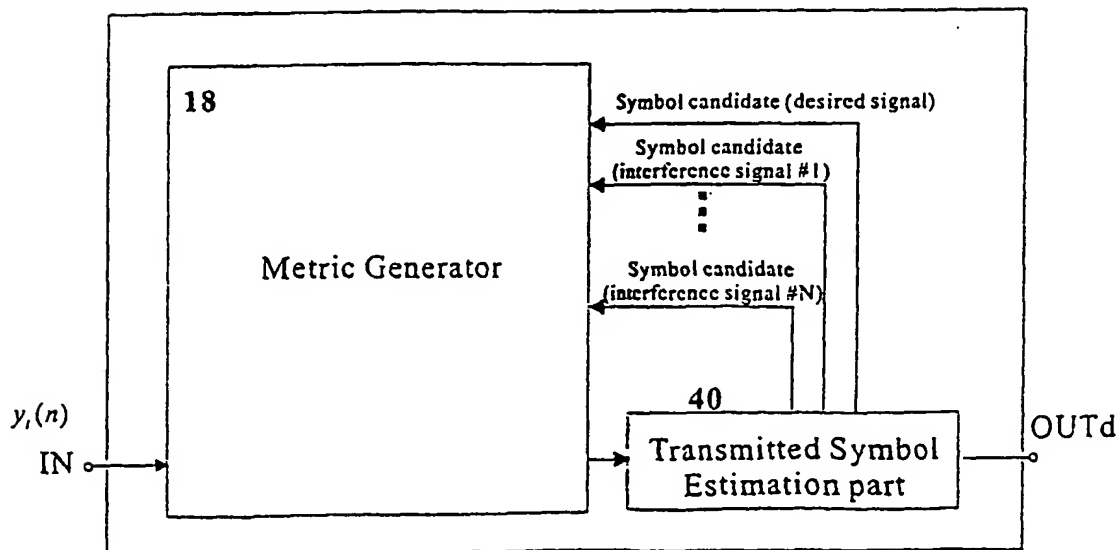 18
Symbol candidate (desired signal)
Symbol candidate
(interference signal #1)
Metric Generator
Symbol candidate
(interference signal #N)
40
y_i(n)
IN
Transmitted Symbol
Estimation part
OUTd